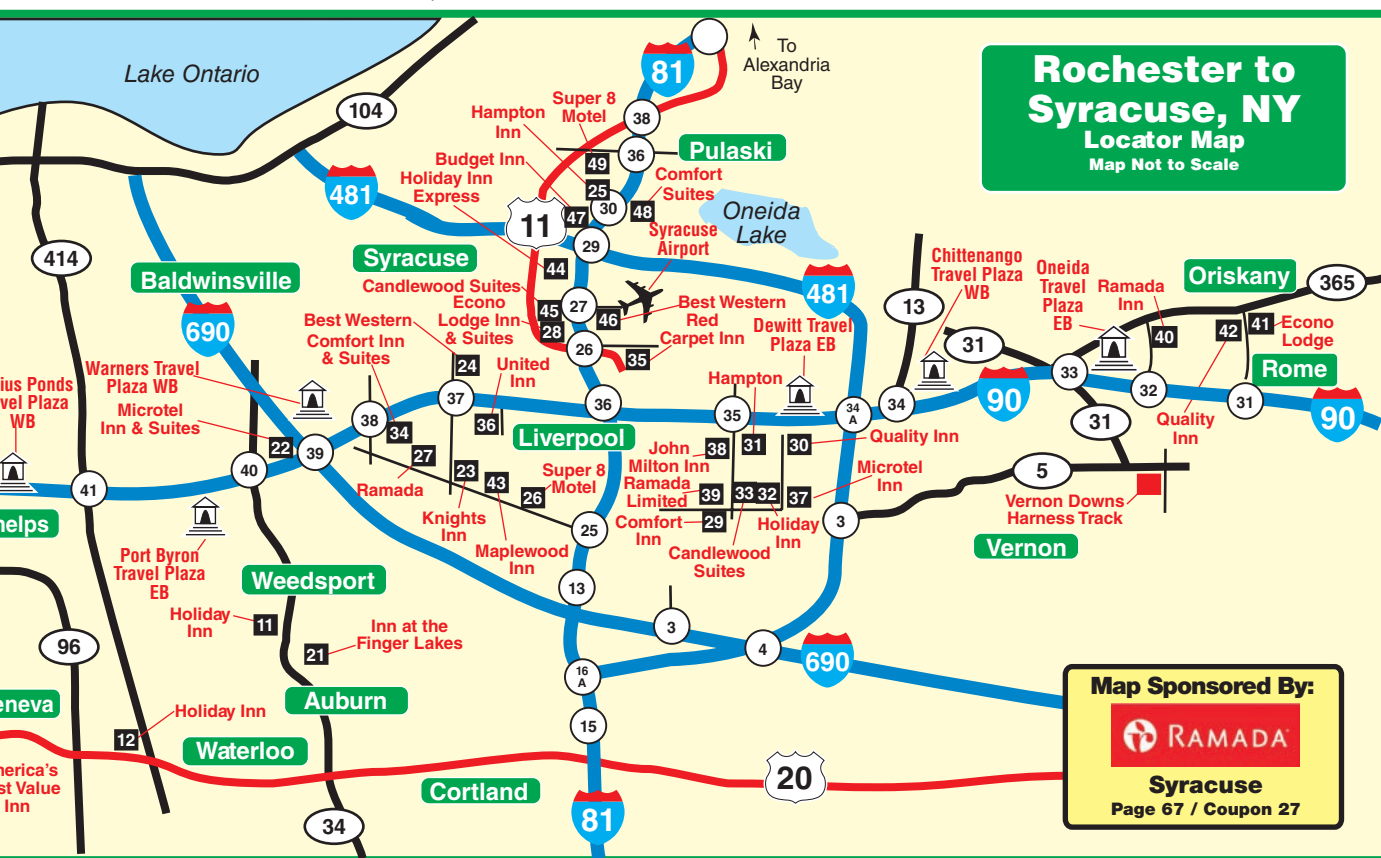 Rochester to
Syracuse, NY
Locator Map
Map Not to Scale
Lake Ontario
To
Alexandria
Bay
81
104
Super 8
Motel
Hampton
Inn
38
36
Pulaski
49
Budget Inn
Holiday Inn
Express
25
Comfort
Suites
481
30
47
48
11
Oneida
Lake
29
Syracuse
Airport
414
Syracuse
44
Baldwinsville
Candlewood Suites
45
27
46
Best Western
Red
Carpet Inn
Econo
Lodge Inn
& Suites
28
26
35
481
Dewitt Travel
Plaza EB
13
Chittenango
Travel Plaza
WB
Oneida
Travel
Plaza
EB
Ramada
Inn
Oriskany
365
690
Best Western
Comfort Inn
& Suites
24
United
Inn
31
40
42
41
Econo
Lodge
Rome
Warners Travel
Plaza WB
ius Ponds
vel Plaza
WB
Microtel
Inn & Suites
33
32
31
90
90
Quality
Inn
31
38
37
36
36
Hampton
35
34
A
34
34
Liverpool
22
39
27
Ramada
23
43
26
Super 8
Motel
Knights
Inn
Maplewood
Inn
John
Milton Inn
38
31
30
Quality Inn
Ramada
Limited
39
33
32
37
Microtel
Inn
Comfort
Inn
29
Candlewood
Suites
Holiday
Inn
5
Vernon Downs
Harness Track
Vernon
3
40
41
helps
Port Byron
Travel Plaza
EB
25
13
Weedsport
Holiday
Inn
11
21
Inn at the
Finger Lakes
96
3
4
690
16
A
15
eneva
Auburn
12
Holiday Inn
Waterloo
Cortland
20
erica's
st Value
Inn
34
81
Map Sponsored By:
RAMADA
Syracuse
Page 67 / Coupon 27